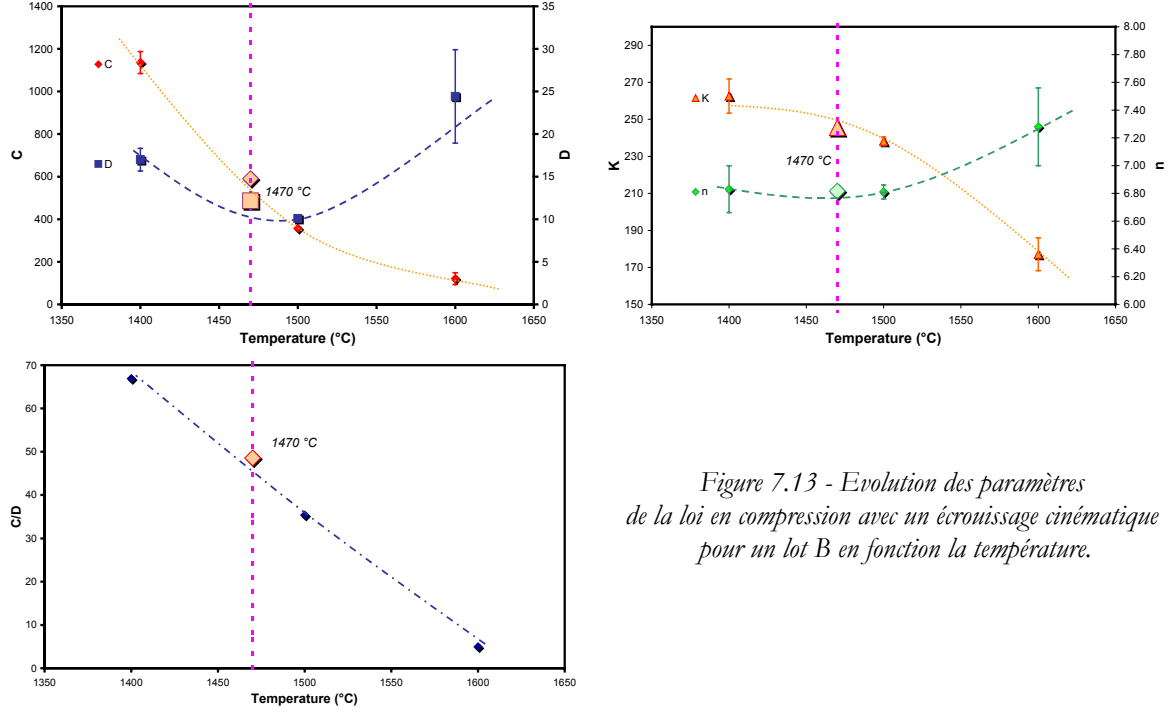 1400
1200
1000
800
600
400
200
0
C
35
30
25
20
15
10
5
0
D
C
D
1470 °C
1350 1400 1450 1500 1550 1600 1650
Temperature (°C)
290
270
250
230
210
190
170
150
K
8.00
7.80
7.60
7.40
7.20
7.00
6.80
6.60
6.40
6.20
6.00
n
K
n
1470 °C
1350 1400 1450 1500 1550 1600 1650
Temperature (°C)
70
60
50
40
30
20
10
0
C/D
1470 °C
1350 1400 1450 1500 1550 1600 1650
Temperature (°C)
Figure 7.13 - Evolution des paramètres
de la loi en compression avec un écrouissage cinématique
pour un lot B en fonction la température.